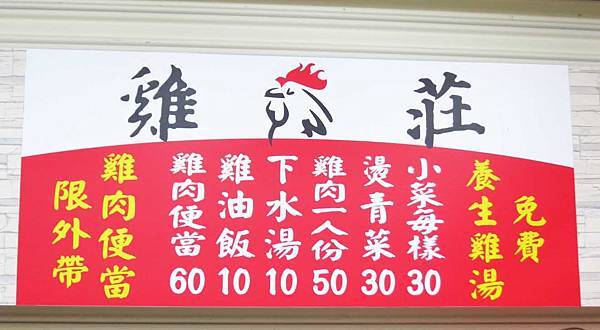 雞莊
免費
養生雞湯
小菜每樣30
燙青菜30
雞肉一人份50
下水湯10
雞油飯10
雞肉便當60
雞肉便當
限外帶